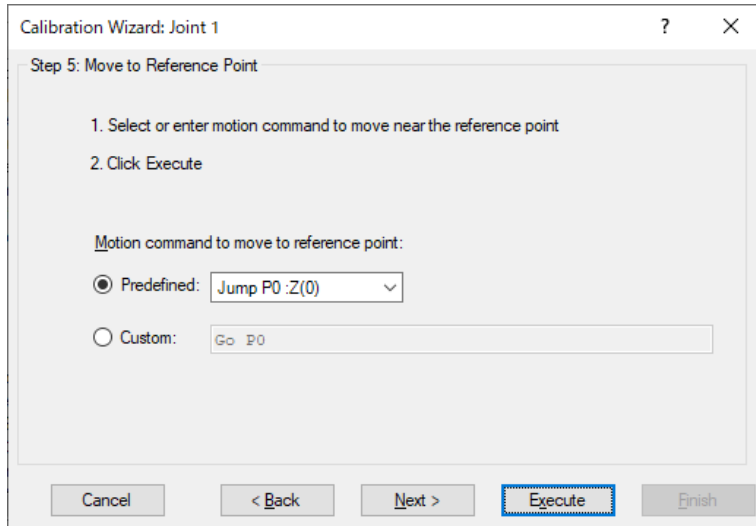 Calibration Wizard: Joint 1
?
Step 5: Move to Reference Point
1. Select or enter motion command to move near the reference point
2. Click Execute
Motion command to move to reference point:
Predefined: Jump P0 :Z(0)
Custom: Go P0
Cancel < Back Next > Execute Finish